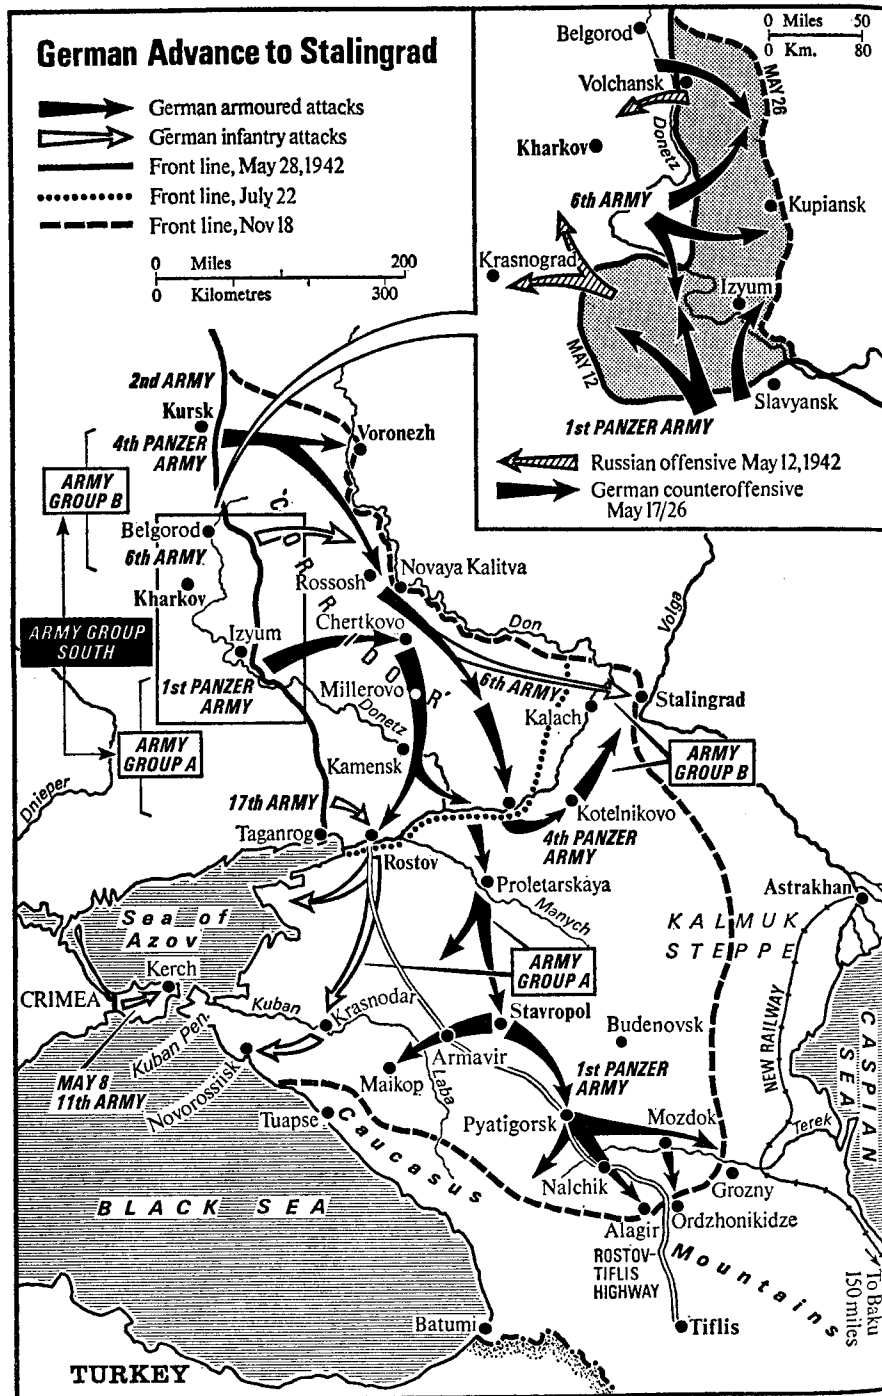 German Advance to Stalingrad
German armoured attacks
German infantry attacks
Front line, May 28, 1942
Front line, July 22
Front line, Nov 18
0 Miles 200
0 Kilometres 300
0 Miles 50
0 Km. 80
Belgorod
Volchansk
MAY 26
Donetz
Kharkov
6th ARMY
Kupiansk
Krasnograd
Izyum
MAY 12
Slavyansk
1st PANZER ARMY
Russian offensive May 12, 1942
German counteroffensive
May 17/26
2nd ARMY
Kursk
4th PANZER
ARMY
Voronezh
ARMY
GROUP B
'CORRIDOR'
Belgorod
6th ARMY
Kharkov
Rossosh
Novaya Kalitva
Don
Volga
Chertkovo
ARMY GROUP
SOUTH
Izyum
1st PANZER
ARMY
Millerovo
6th ARMY
Stalingrad
Donetz
Kalach
ARMY
GROUP A
Kamensk
ARMY
GROUP B
Dnieper
17th ARMY
Kotelnikovo
Taganrog
Rostov
4th PANZER
ARMY
Proletarskaya
Astrakhan
Manych
Sea of
Azov
KALMUK
STEPPE
Kerch
CRIMEA
ARMY
GROUP A
Kuban
Krasnodar
Stavropol
Budenovsk
NEW RAILWAY
CASPIAN
SEA
Kuban Pen.
Armavir
MAY 8
11th ARMY
Maikop
Laba
1st PANZER
ARMY
Novorossiisk
Tuapse
Pyatigorsk
Mozdok
Terek
Caucasus
Nalchik
Grozny
BLACK SEA
Alagir
Ordzhonikidze
ROSTOV-
TIFLIS
HIGHWAY
Mountains
To Baku
150 miles
Batumi
Tiflis
TURKEY